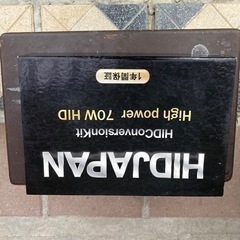 HIDJAPAN
HIDConversionKit
High power 70W HID
1年間保証